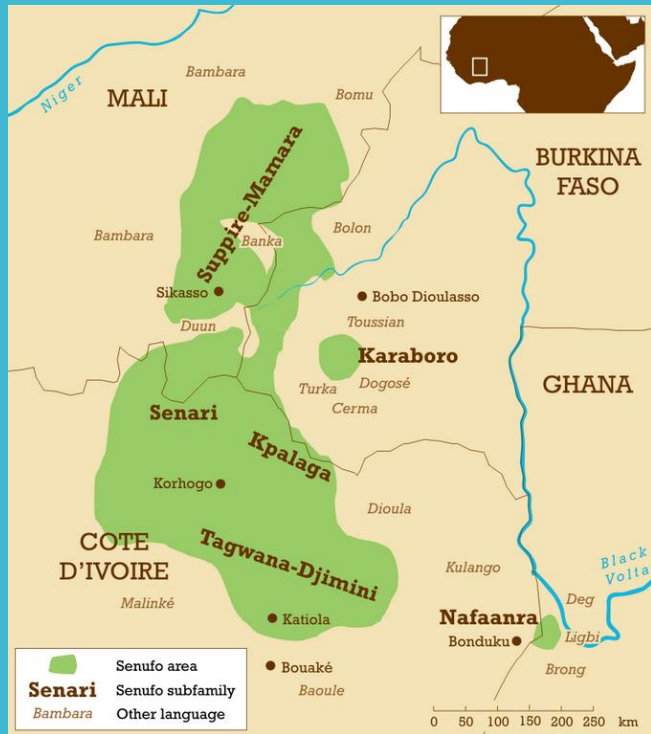 Niger
Bambara
MALI
Bomu
BURKINA
FASO
Suppire-Mamara
Bambara
Banka
Bolon
Sikasso
Bobo Dioulasso
Duun
Toussian
Karaboro
GHANA
Turka
Dogosé
Cerma
Senari
Kpalaga
Korhogo
Dioula
COTE
D'IVOIRE
Tagwana-Djimini
Kulango
Black
Volta
Malinké
Deg
Nafaanra
Katiola
Bonduku
Ligbi
Brong
Bouaké
Baoule
Senufo area
Senari Senufo subfamily
Bambara Other language
0 50 100 150 200 250 km